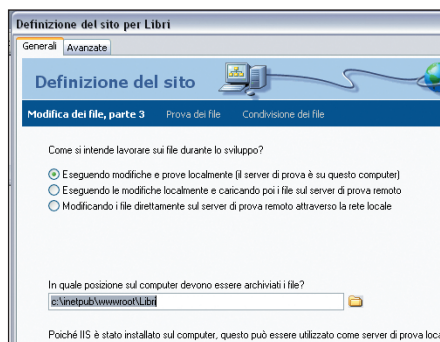 Definizione del sito per Libri
Generali Avanzate
Definizione del sito
Modifica dei file, parte 3 Prova dei file Condivisione dei file
Come si intende lavorare sui file durante lo sviluppo?
Eseguendo modifiche e prove localmente (il server di prova è su questo computer)
Eseguendo le modifiche localmente e caricando poi i file sul server di prova remoto
Modificando i file direttamente sul server di prova remoto attraverso la rete locale
In quale posizione sul computer devono essere archiviati i file?
c:\inetpub\wwwroot\Libri
Poiché IIS è stato installato sul computer, questo può essere utilizzato come server di prova loca